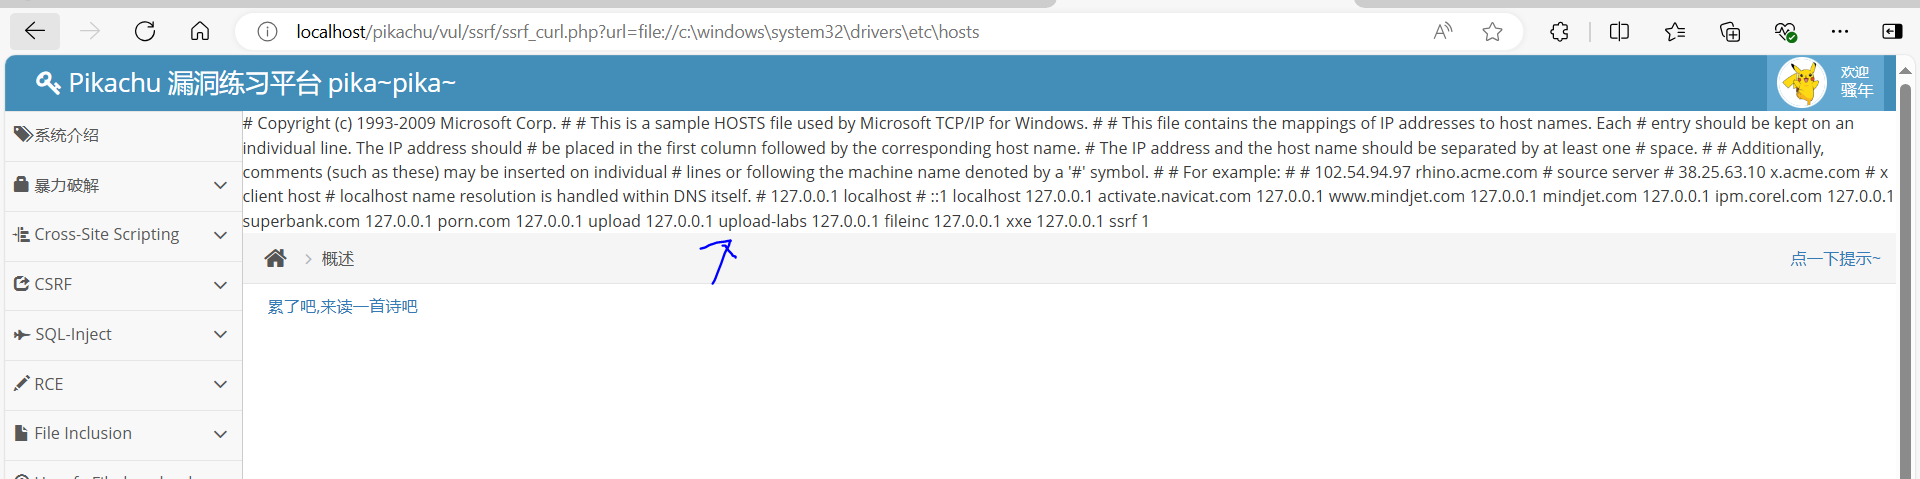 localhost/pikachu/vul/ssrf/ssrf_curl.php?url=file://c:\windows\system32\drivers\etc\hosts
Pikachu 漏洞练习平台 pika~pika~
欢迎
骚年
系统介绍
暴力破解
Cross-Site Scripting
CSRF
SQL-Inject
RCE
File Inclusion
# Copyright (c) 1993-2009 Microsoft Corp. # # This is a sample HOSTS file used by Microsoft TCP/IP for Windows. # # This file contains the mappings of IP addresses to host names. Each # entry should be kept on an
individual line. The IP address should # be placed in the first column followed by the corresponding host name. # The IP address and the host name should be separated by at least one # space. # # Additionally,
comments (such as these) may be inserted on individual # lines or following the machine name denoted by a '#' symbol. # # For example: # # 102.54.94.97 rhino.acme.com # source server # 38.25.63.10 x.acme.com # x
client host # localhost name resolution is handled within DNS itself. # 127.0.0.1 localhost # ::1 localhost 127.0.0.1 activate.navicat.com 127.0.0.1 www.mindjet.com 127.0.0.1 mindjet.com 127.0.0.1 ipm.corel.com 127.0.0.1
superbank.com 127.0.0.1 porn.com 127.0.0.1 upload 127.0.0.1 upload-labs 127.0.0.1 fileinc 127.0.0.1 xxe 127.0.0.1 ssrf 1
概述
点一下提示~
累了吧,来读一首诗吧